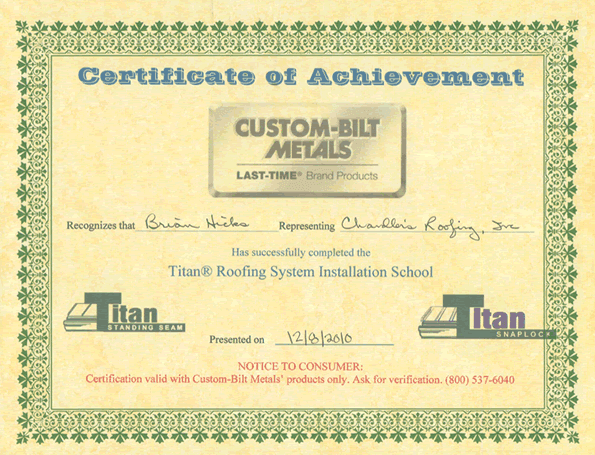 Certificate of Achievement
CUSTOM-BILT
METALS
LAST-TIME® Brand Products
Recognizes that Brian Hicks Representing Chandler's Roofing, Inc
Has successfully completed the
Titan® Roofing System Installation School
Titan
STANDING SEAM
Titan
SNAPLOCK
Presented on 12/8/2010
NOTICE TO CONSUMER:
Certification valid with Custom-Bilt Metals' products only. Ask for verification. (800) 537-6040